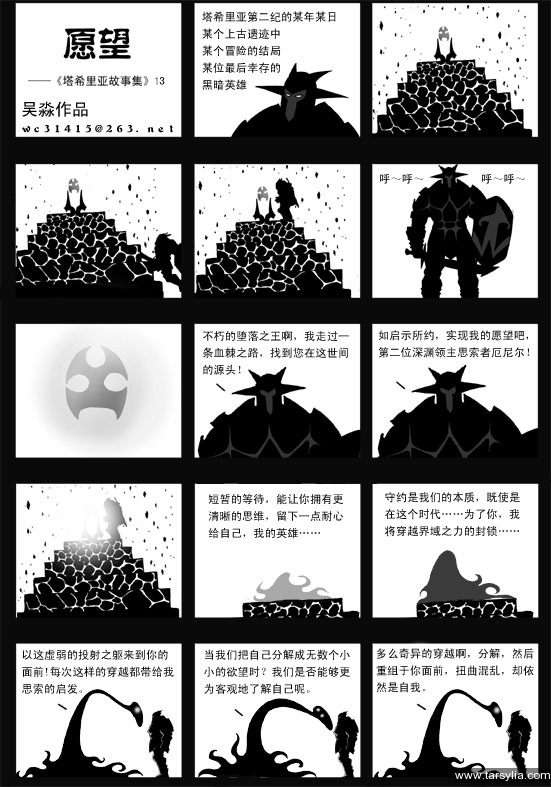 愿望
——《塔希里亚故事集》13
吴淼作品
wc31415@263.net
塔希里亚第二纪的某年某日
某个上古遗迹中
某个冒险的结局
某位最后幸存的
黑暗英雄
呼～呼～
呼～呼～
不朽的堕落之王啊，我走过一
条血棘之路，找到您在这世间
的源头！
如启示所约，实现我的愿望吧，
第二位深渊领主思索者厄尼尔！
短暂的等待，能让你拥有更
清晰的思维，留下一点耐心
给自己，我的英雄……
守约是我们的本质，既使是
在这个时代……为了你，我
将穿越界域之力的封锁……
以这虚弱的投射之躯来到你的
面前！每次这样的穿越都带给我
思索的启发。
当我们把自己分解成无数个小
小的欲望时？我们是否能够更
为客观地了解自己呢。
多么奇异的穿越啊，分解，然后
重组于你面前，扭曲混乱，却依
然是自我。
www.tarsylia.com